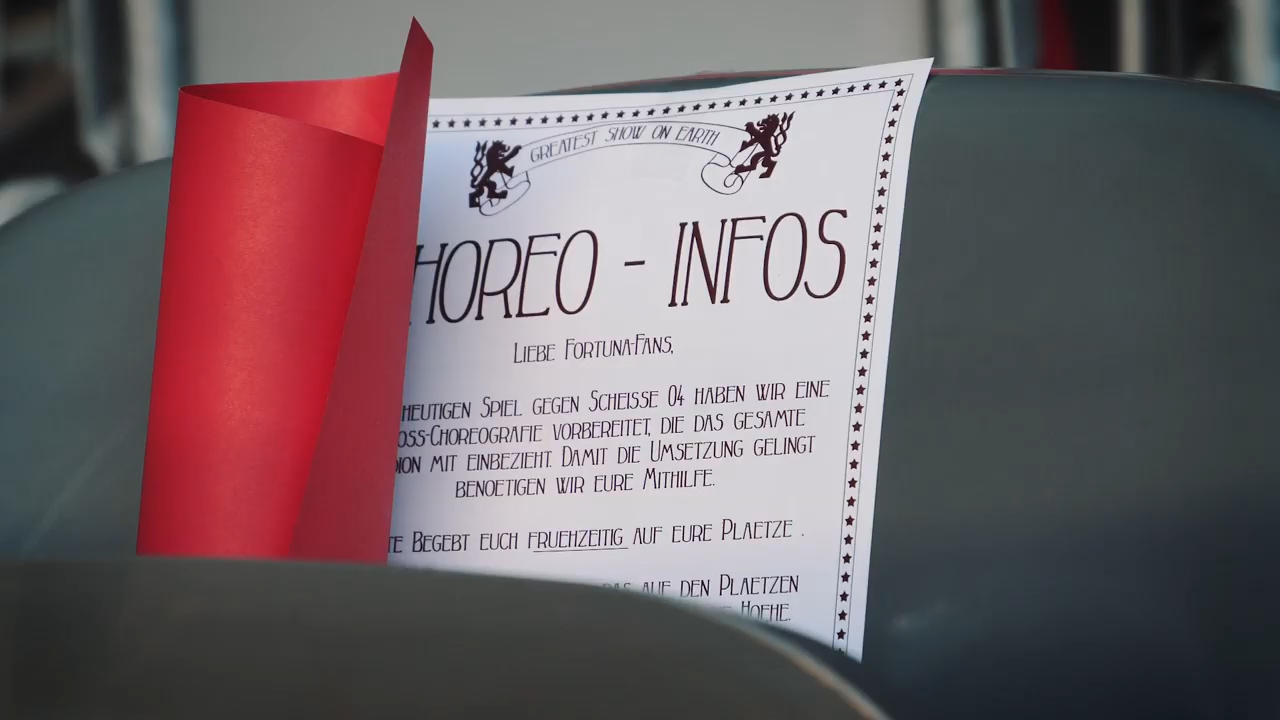 GREATEST SHOW ON EARTH
HOREO - INFOS
LIEBE FORTUNA-FANS,
HEUTIGEN SPIEL GEGEN SCHEISSE 04 HABEN WIR EINE
OSS-CHOREOGRAFIE VORBEREITET, DIE DAS GESAMTE
DION MIT EINBEZIEHT. DAMIT DIE UMSETZUNG GELINGT
BENOETIGEN WIR EURE MITHILFE.
TE BEGEBT EUCH FRUEHZEITIG AUF EURE PLAETZE .
DAS AUF DEN PLAETZEN
HOEHE.